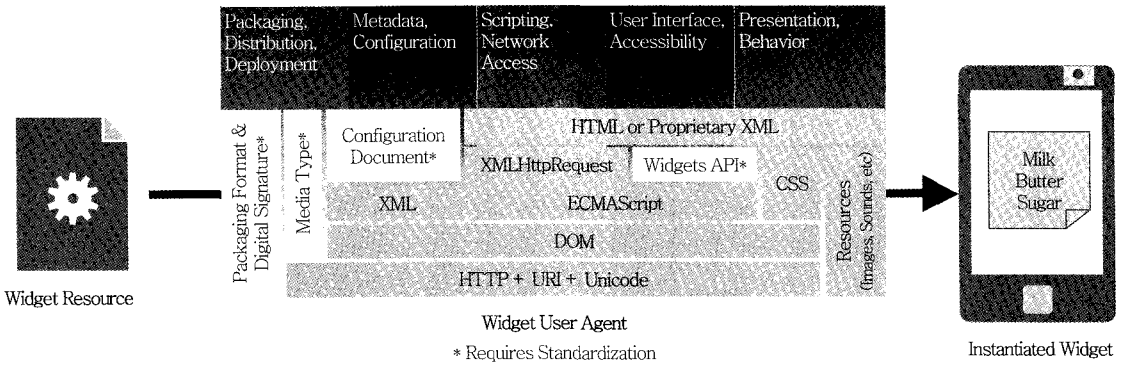 Packaging,
Distribution,
Deployment
Metadata,
Configuration
Scripting,
Network
Access
User Interface,
Accessibility
Presentation,
Behavior
Packaging Format &
Digital Signature*
Media Type*
Configuration
Document*
HTML or Proprietary XML
XMLHttpRequest
Widgets API*
CSS
XML
ECMAScript
DOM
HTTP + URI + Unicode
Resources
(Images, Sounds, etc)
Milk
Butter
Sugar
Widget Resource
Widget User Agent
* Requires Standardization
Instantiated Widget